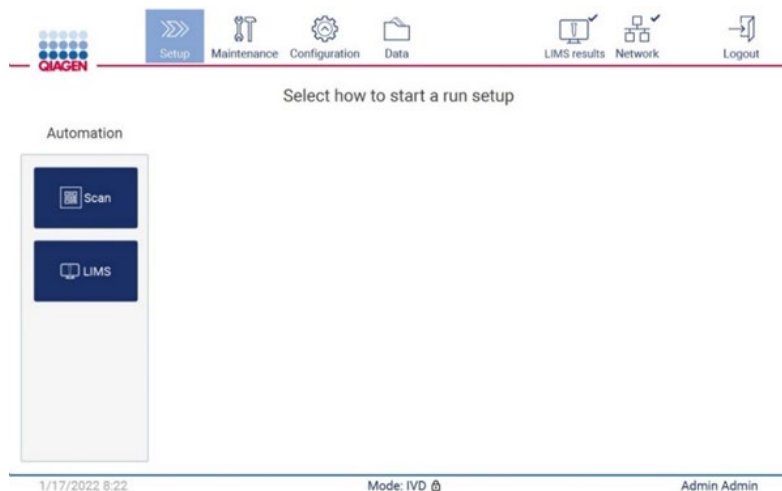 QIAGEN
Setup Maintenance Configuration Data LIMS results Network Logout
Select how to start a run setup
Automation
Scan
LIMS
1/17/2022 8:22 Mode: IVD Admin Admin